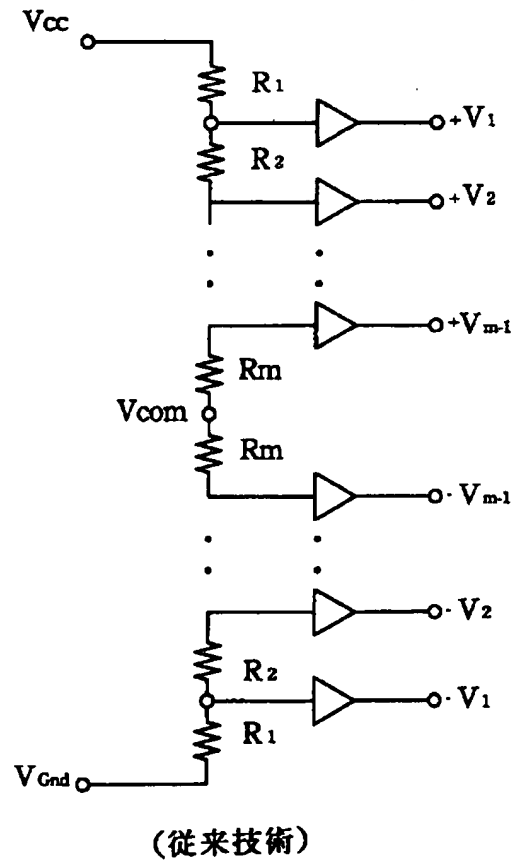 Vcc
R1
+V1
R2
+V2
+Vm-1
Rm
Vcom
Rm
- Vm-1
- V2
R2
- V1
R1
VGnd
(従来技術)